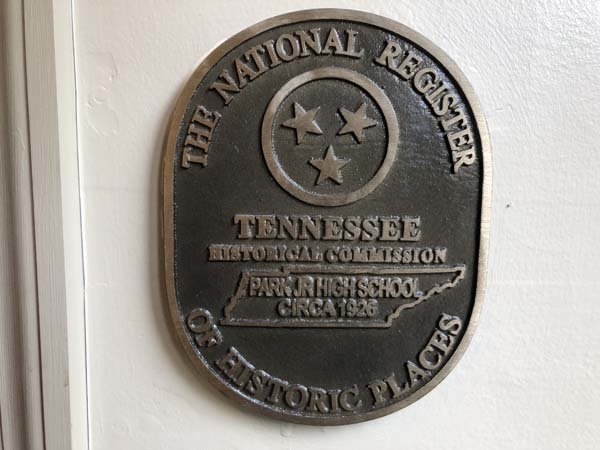 THE NATIONAL REGISTER
TENNESSEE
HISTORICAL COMMISSION
PARK JR HIGH SCHOOL
CIRCA 1926
OF HISTORIC PLACES